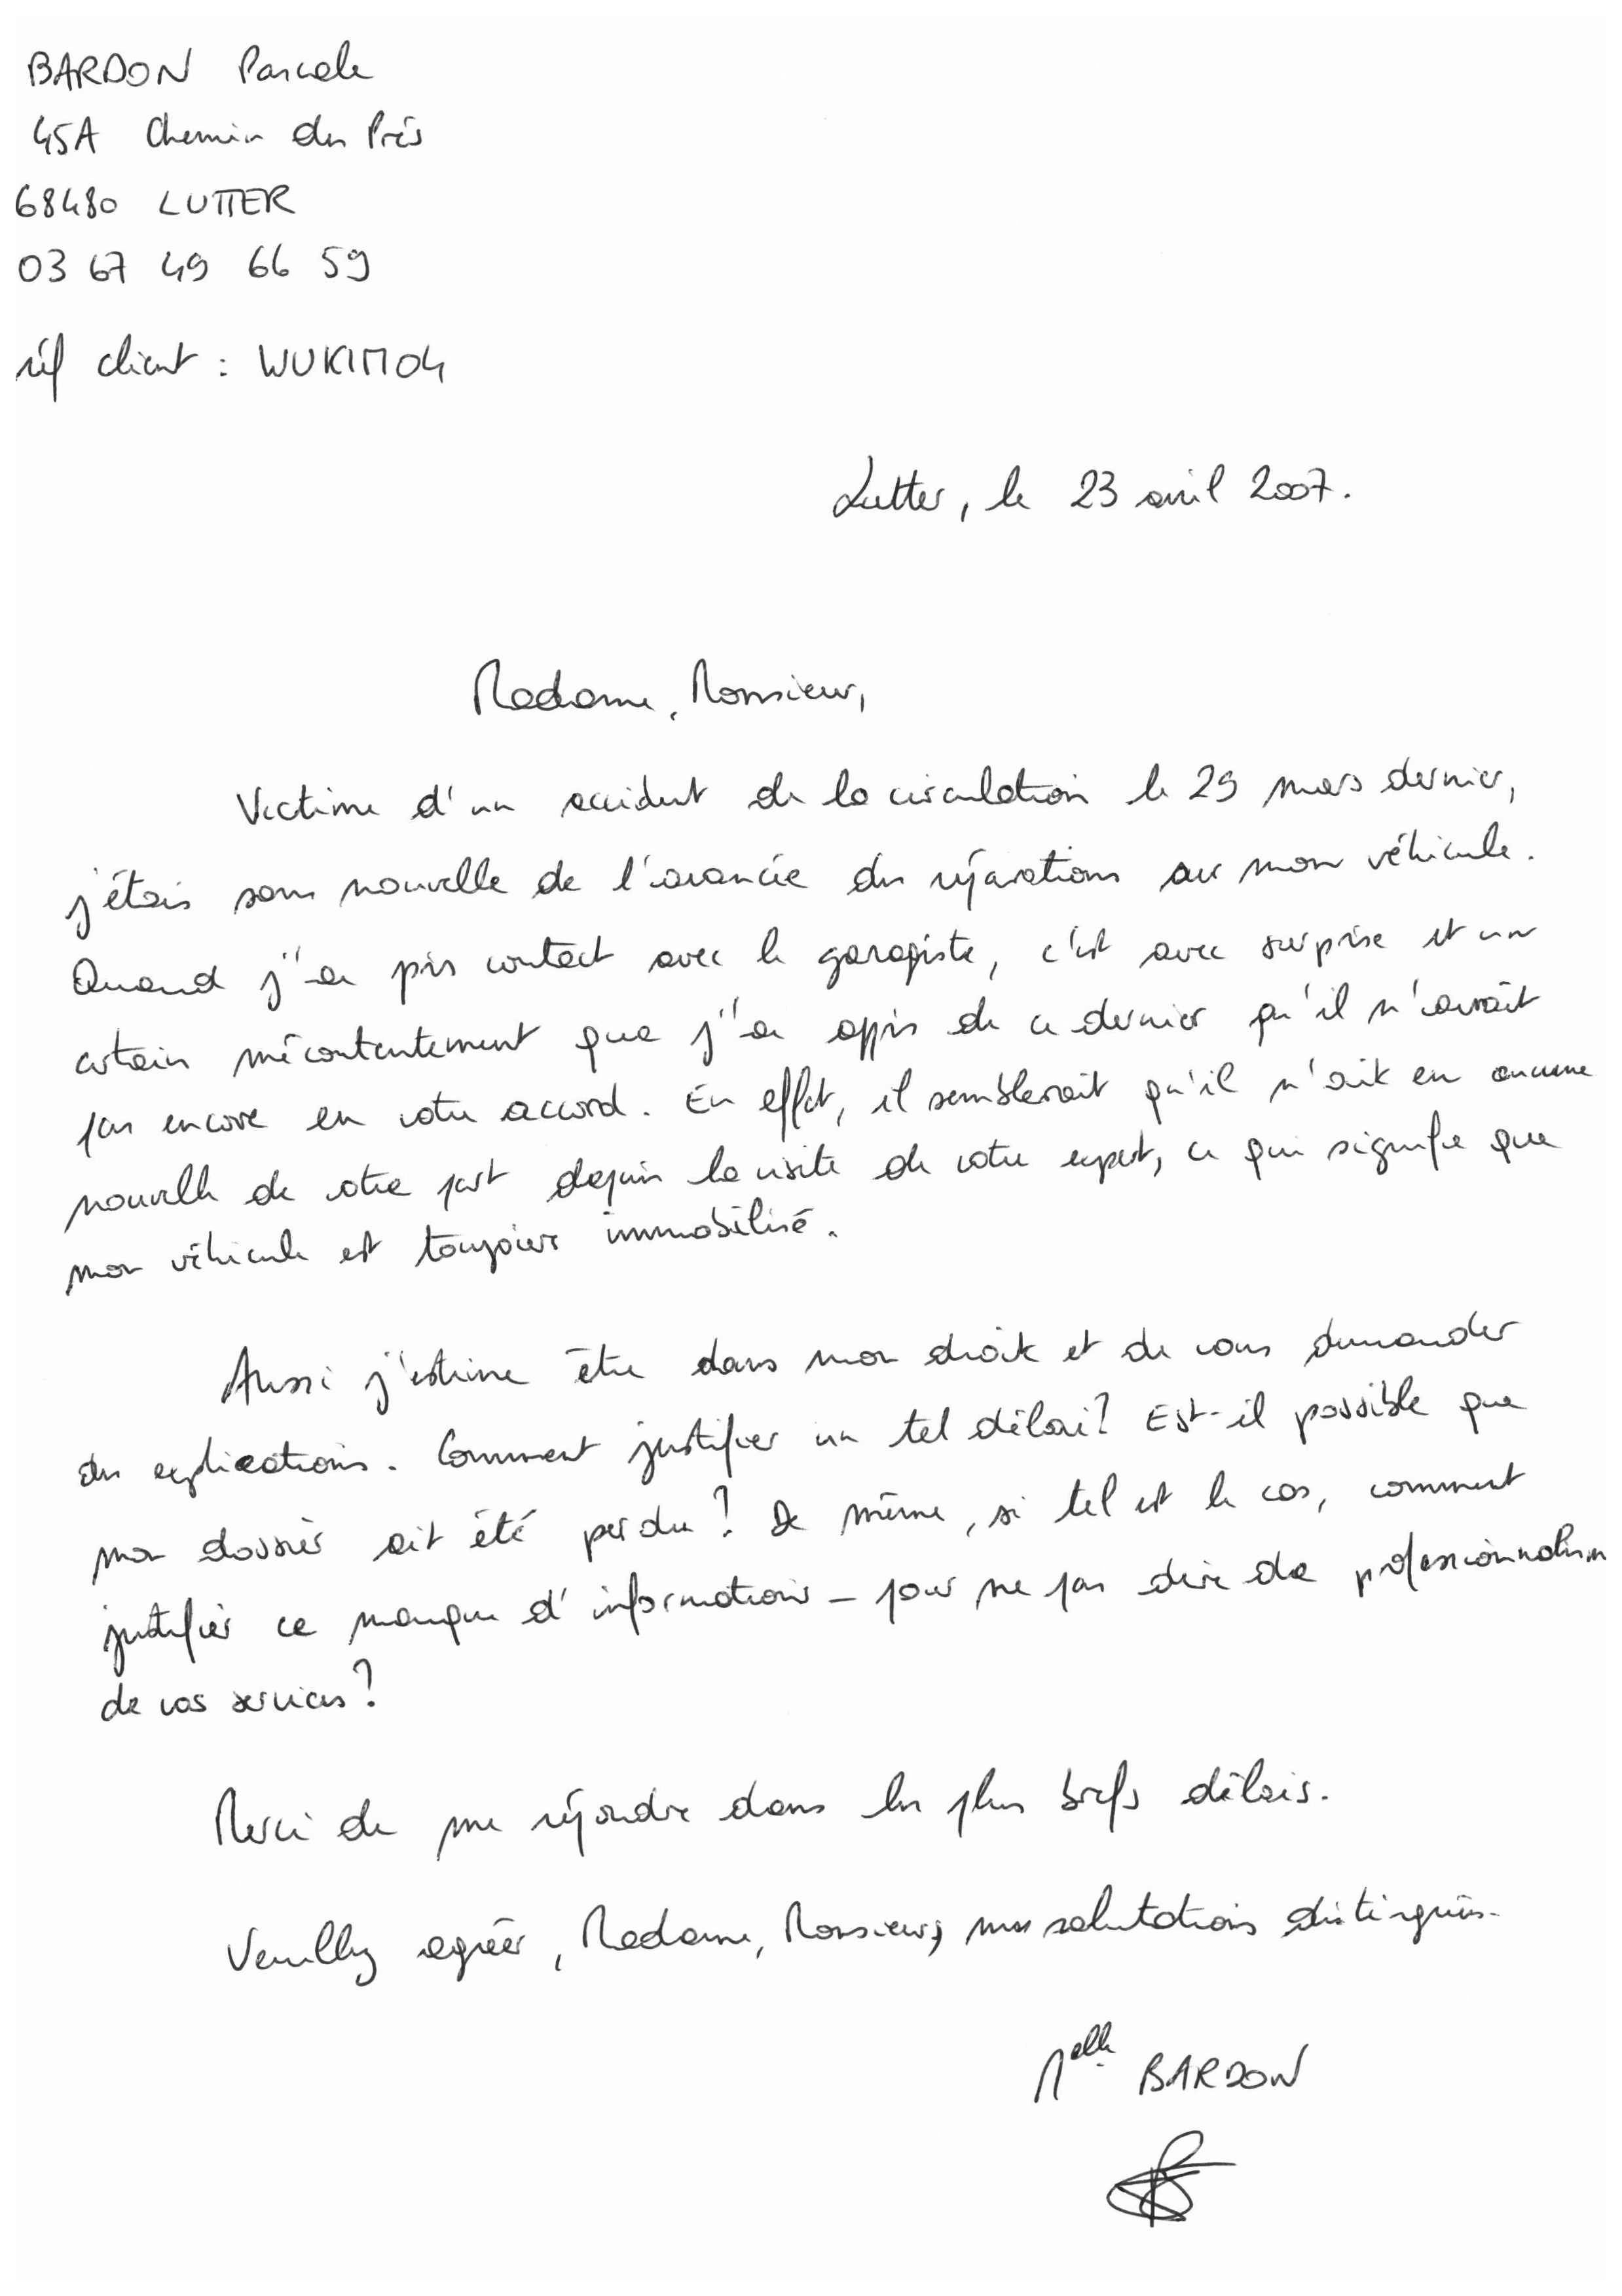 BARDON Pascale
45A Chemin des Prés
68480 LUTTER
03 67 49 66 59
réf client : WUKIM04
Lutter, le 23 avril 2007.
Madame, Monsieur,
Victime d'un accident de la circulation le 29 mars dernier,
j'étais sans nouvelle de l'avancée des réparations sur mon véhicule.
Quand j'ai pris contact avec le garagiste, c'est avec surprise et un
certain mécontentement que j'ai appris de ce dernier qu'il n'avait
pas encore eu votre accord. En effet, il semblerait qu'il n'ait eu aucune
nouvelle de votre part depuis la visite de votre expert, ce qui signifie que
mon véhicule est toujours immobilisé.
Aussi j'estime être dans mon droit et de vous demander
des explications. Comment justifier un tel délai? Est-il possible que
mon dossier ait été perdu? De même, si tel est le cas, comment
justifier ce manque d'informations - pour ne pas dire de professionnalism
de vos services?
Merci de me répondre dans les plus brefs délais.
Veuillez agréer, Madame, Monsieur, mes salutations distinguées.
Melle BARDON